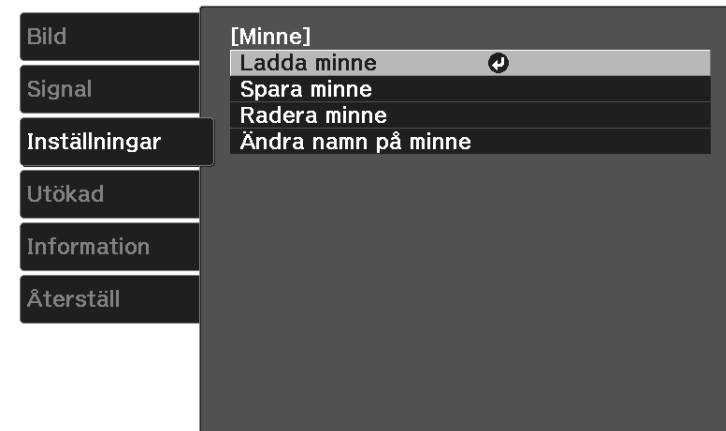 Bild
Signal
Inställningar
Utökad
Information
Återställ
[Minne]
Ladda minne
Spara minne
Radera minne
Ändra namn på minne